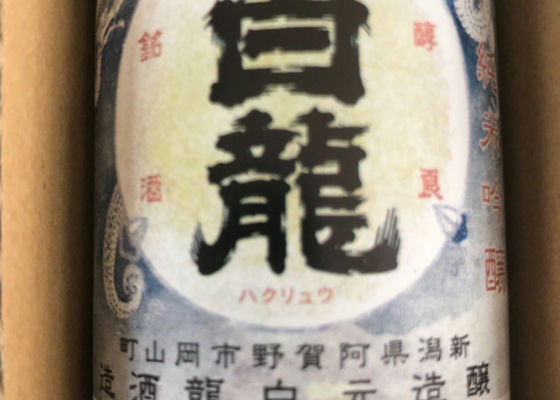 純米吟醸
醇良
白龍
銘酒
ハクリュウ
新潟県阿賀野市岡山町
醸造元白龍酒造